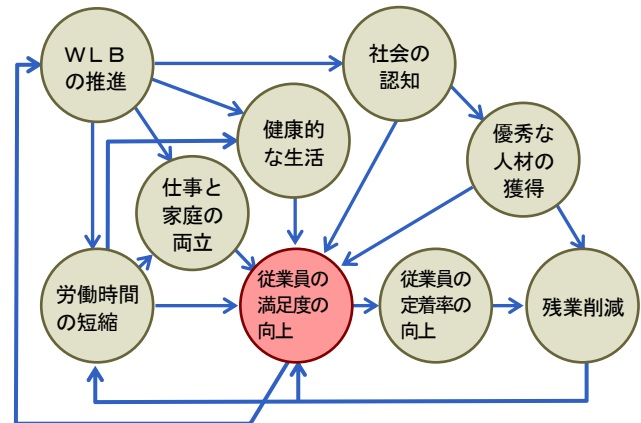 ＷＬＢ
の推進
社会の
認知
健康的
な生活
優秀な
人材の
獲得
仕事と
家庭の
両立
労働時間
の短縮
従業員の
満足度の
向上
従業員の
定着率の
向上
残業削減